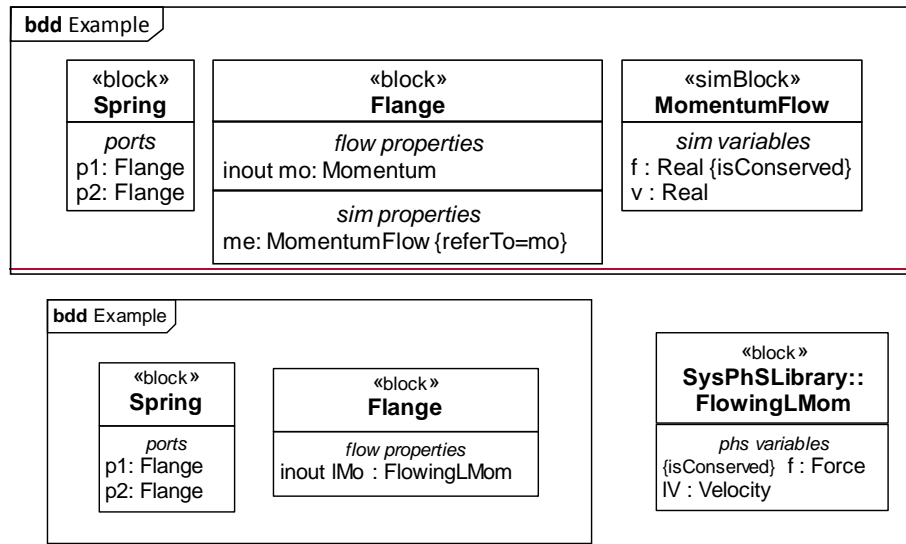 bdd Example
«block»
Spring
ports
p1: Flange
p2: Flange
«block»
Flange
flow properties
inout mo: Momentum
sim properties
me: MomentumFlow {referTo=mo}
«simBlock»
MomentumFlow
sim variables
f : Real {isConserved}
v : Real
bdd Example
«block»
Spring
ports
p1: Flange
p2: Flange
«block»
Flange
flow properties
inout lMo : FlowingLMom
«block»
SysPhSLibrary::
FlowingLMom
phs variables
{isConserved} f : Force
lV : Velocity